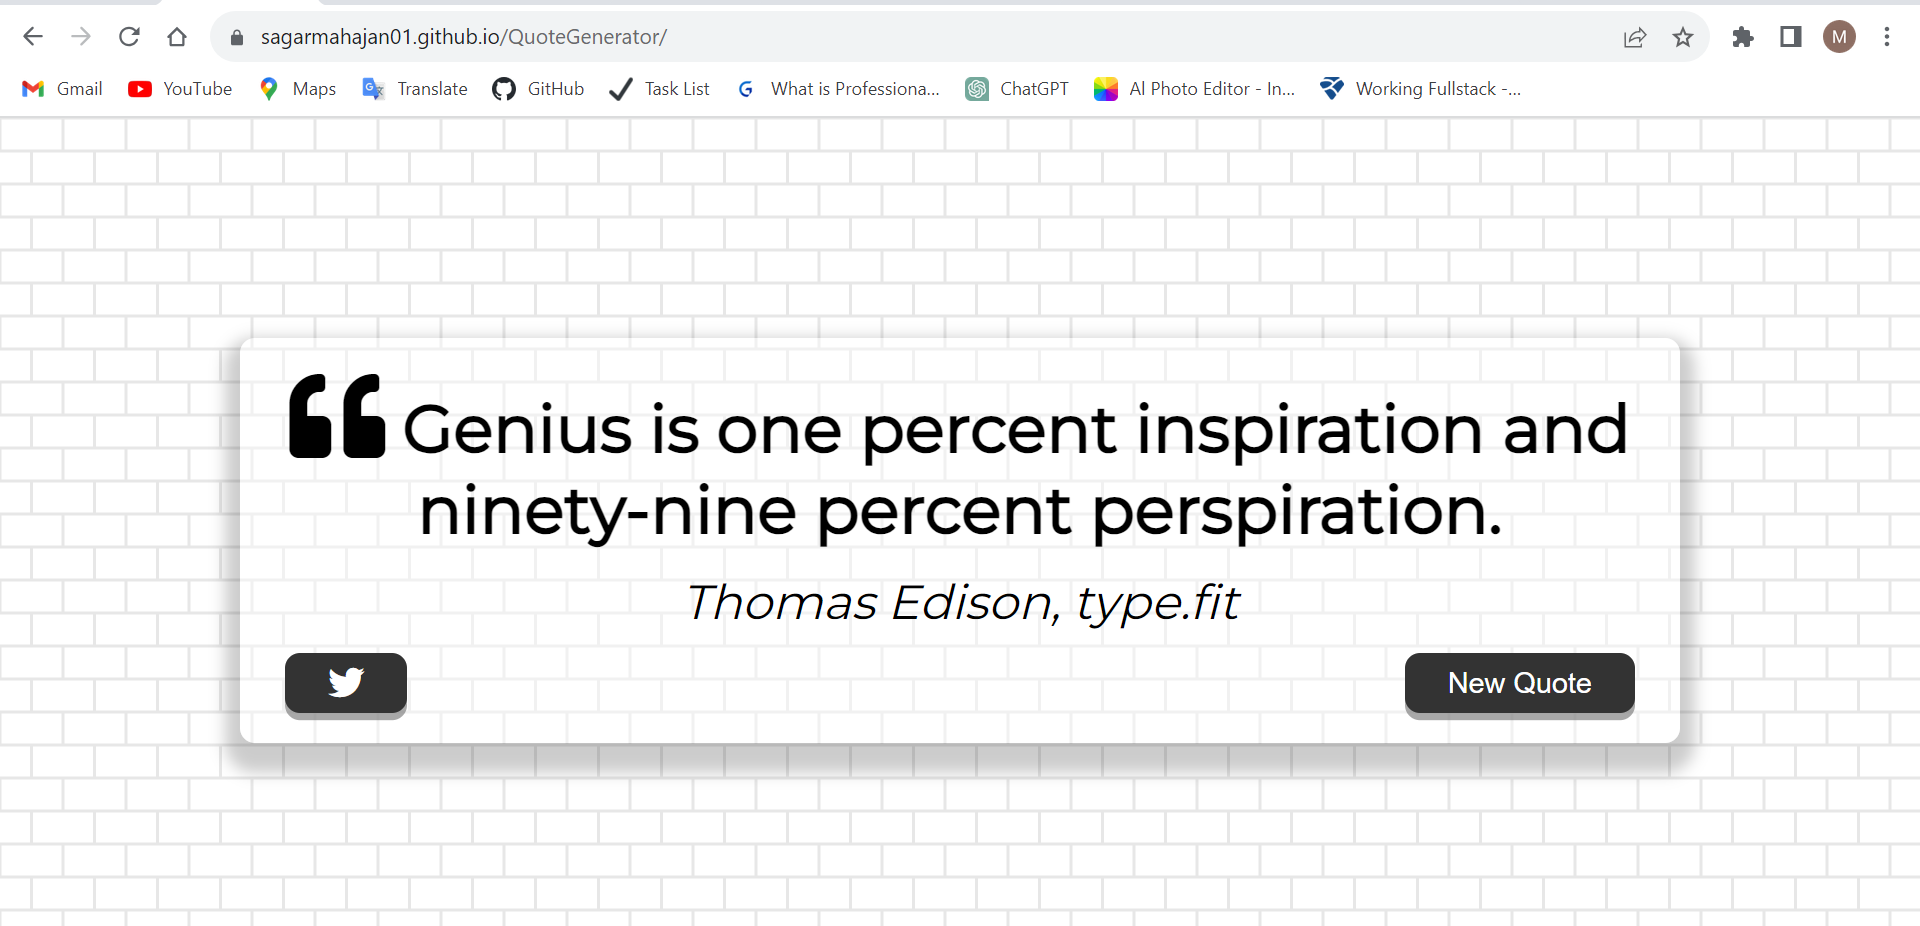 sagarmahajan01.github.io/QuoteGenerator/
M
Gmail YouTube Maps Translate GitHub Task List What is Professiona... ChatGPT AI Photo Editor - In... Working Fullstack -...
Genius is one percent inspiration and
ninety-nine percent perspiration.
Thomas Edison, type.fit
New Quote